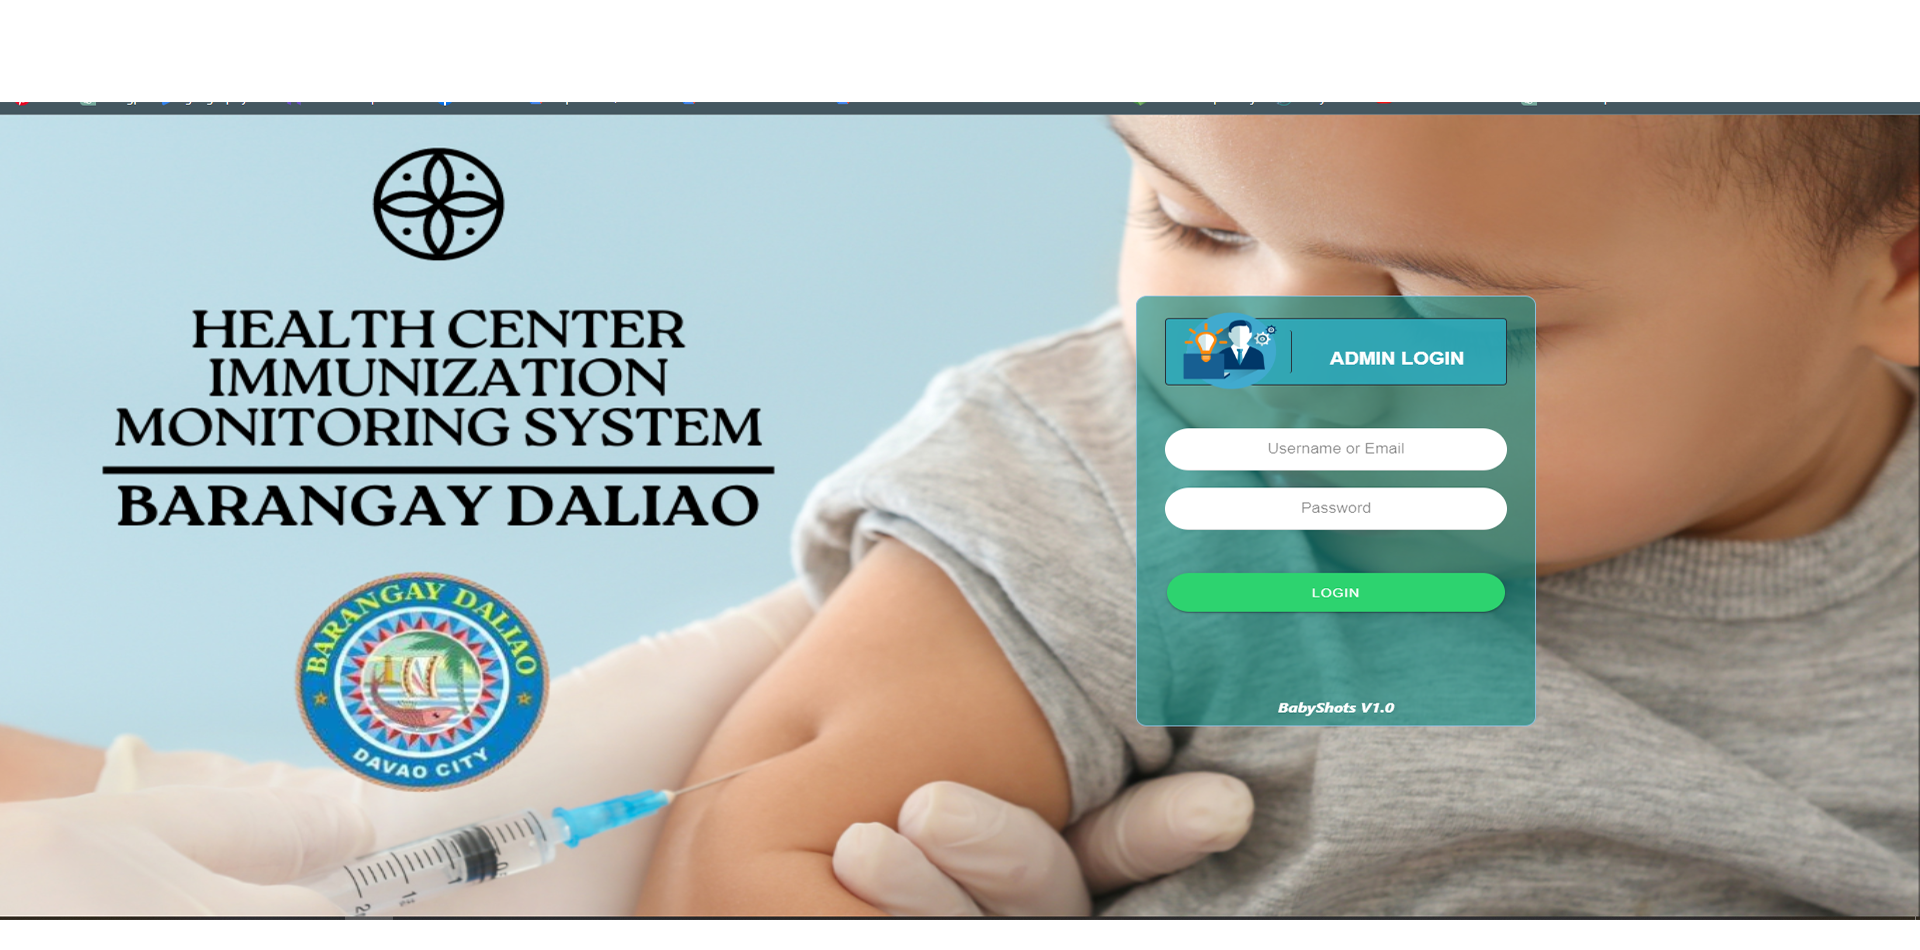 HEALTH CENTER
IMMUNIZATION
MONITORING SYSTEM
BARANGAY DALIAO
BARANGAY DALIAO
DAVAO CITY
ADMIN LOGIN
Username or Email
Password
LOGIN
BabyShots V1.0